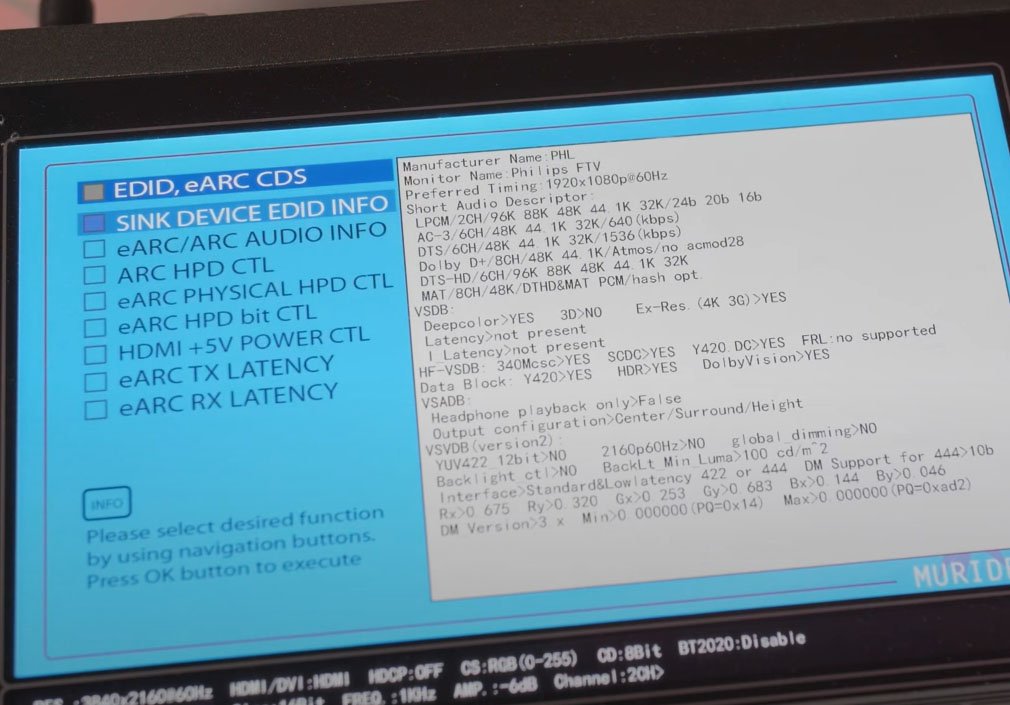 EDID, eARC CDS
SINK DEVICE EDID INFO
eARC/ARC AUDIO INFO
ARC HPD CTL
eARC PHYSICAL HPD CTL
eARC HPD bit CTL
HDMI +5V POWER CTL
eARC TX LATENCY
eARC RX LATENCY
INFO
Please select desired function
by using navigation buttons.
Press OK button to execute
Manufacturer Name:PHL
Monitor Name:Philips FTV
Preferred Timing:1920x1080p@60Hz
Short Audio Descriptor:
LPCM/2CH/96K 88K 48K 44.1K 32K/24b 20b 16b
AC-3/6CH/48K 44.1K 32K/640(kbps)
DTS/6CH/48K 44.1K 32K/1536(kbps)
Dolby D+/8CH/48K 44.1K/Atmos/no acmod28
DTS-HD/6CH/96K 88K 48K 44.1K 32K
MAT/8CH/48K/DTHD&MAT PCM/hash opt.
VSDB:
Deepcolor>YES 3D>NO Ex-Res.(4K 3G)>YES
Latency>not present
I_Latency>not present
HF-VSDB: 340Mcsc>YES SCDC>YES Y420.DC>YES FRL:no supported
Data Block: Y420>YES HDR>YES DolbyVision>YES
VSADB:
Headphone playback only>False
Output configuration>Center/Surround/Height
VSVDB(version2):
YUV422_12bit>NO 2160p60Hz>NO global_dimming>NO
Backlight_ctl>NO BackLt_Min_Luma>100 cd/m^2
Interface>Standard&Lowlatency 422 or 444 DM Support for 444>10b
Rx>0.675 Ry>0.320 Gx>0.253 Gy>0.683 Bx>0.144 By>0.046
DM_Version>3.x Min>0.000000(PQ=0x14) Max>0.000000(PQ=0xad2)
:3840x2160@60Hz HDMI/DVI:HDMI HDCP:OFF CS:RGB(0-255) CD:8Bit BT2020:Disable
FREQ.:1KHz AMP.:-6dB Channel:2CH>